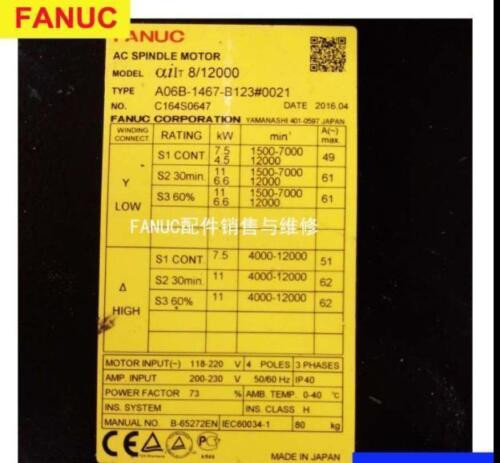 FANUC
FANUC
AC SPINDLE MOTOR
MODEL αiIT 8/12000
TYPE A06B-1467-B123#0021
NO. C164S0647 DATE 2016.04
FANUC CORPORATION YAMANASHI 401-0597 JAPAN
WINDING CONNECT RATING kW min⁻¹ A(~) max
Y LOW
S1 CONT 7.5 1500-7000 49
4.5 12000
S2 30min. 11 1500-7000 61
6.6 12000
S3 60% 11 1500-7000 61
6.6 12000
FANUC配件销售与维修
Δ HIGH
S1 CONT 7.5 4000-12000 51
S2 30min 11 4000-12000 62
S3 60% 11 4000-12000 62
MOTOR INPUT(~) 118-220 V 4 POLES 3 PHASES
AMP. INPUT 200-230 V 50/60 Hz IP40
POWER FACTOR 73 % AMB. TEMP. 0-40 ℃
INS. SYSTEM INS. CLASS H
MANUAL NO. B-65272EN IEC60034-1 80 kg
CE
MADE IN JAPAN